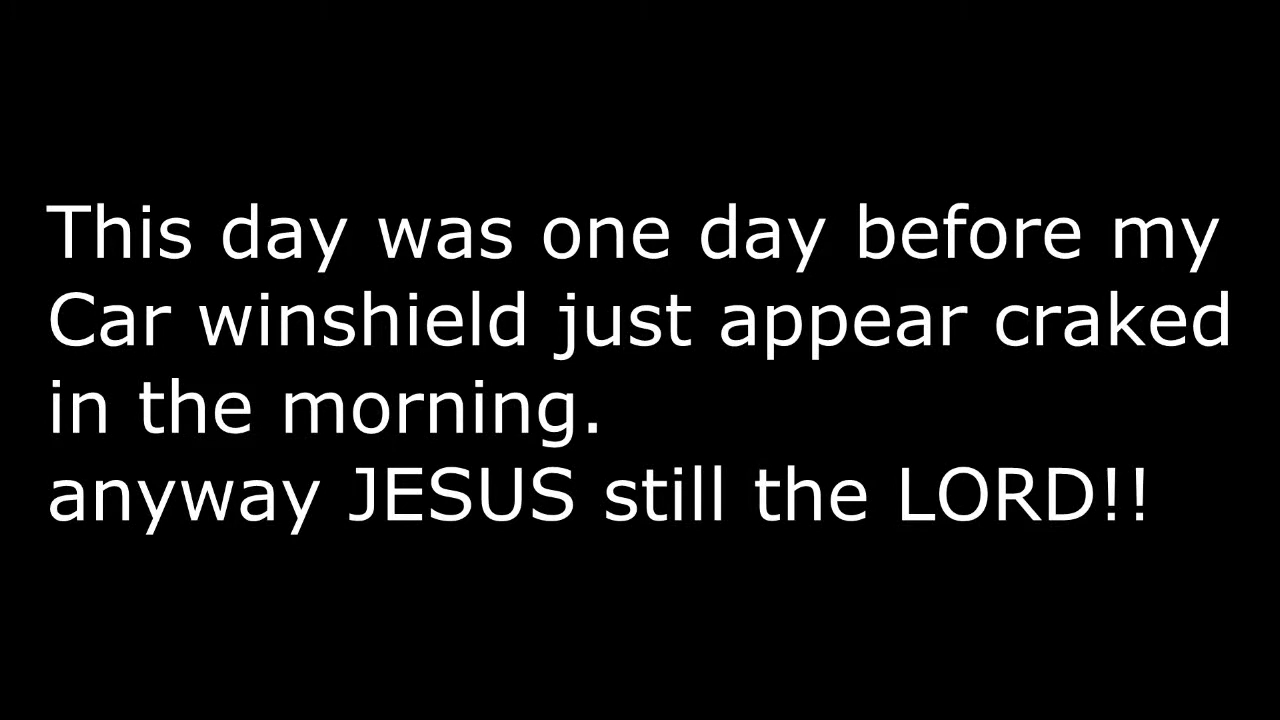 This day was one day before my
Car winshield just appear craked
in the morning.
anyway JESUS still the LORD!!